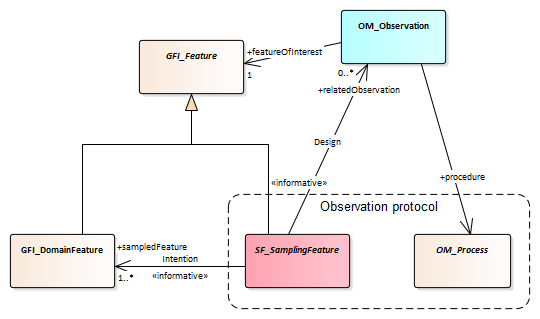 OM_Observation
GFI_Feature
+featureOfInterest
1
0..*
+relatedObservation
Design
+procedure
«informative»
Observation protocol
GFI_DomainFeature
+sampledFeature
SF_SamplingFeature
OM_Process
Intention
1..*
«informative»